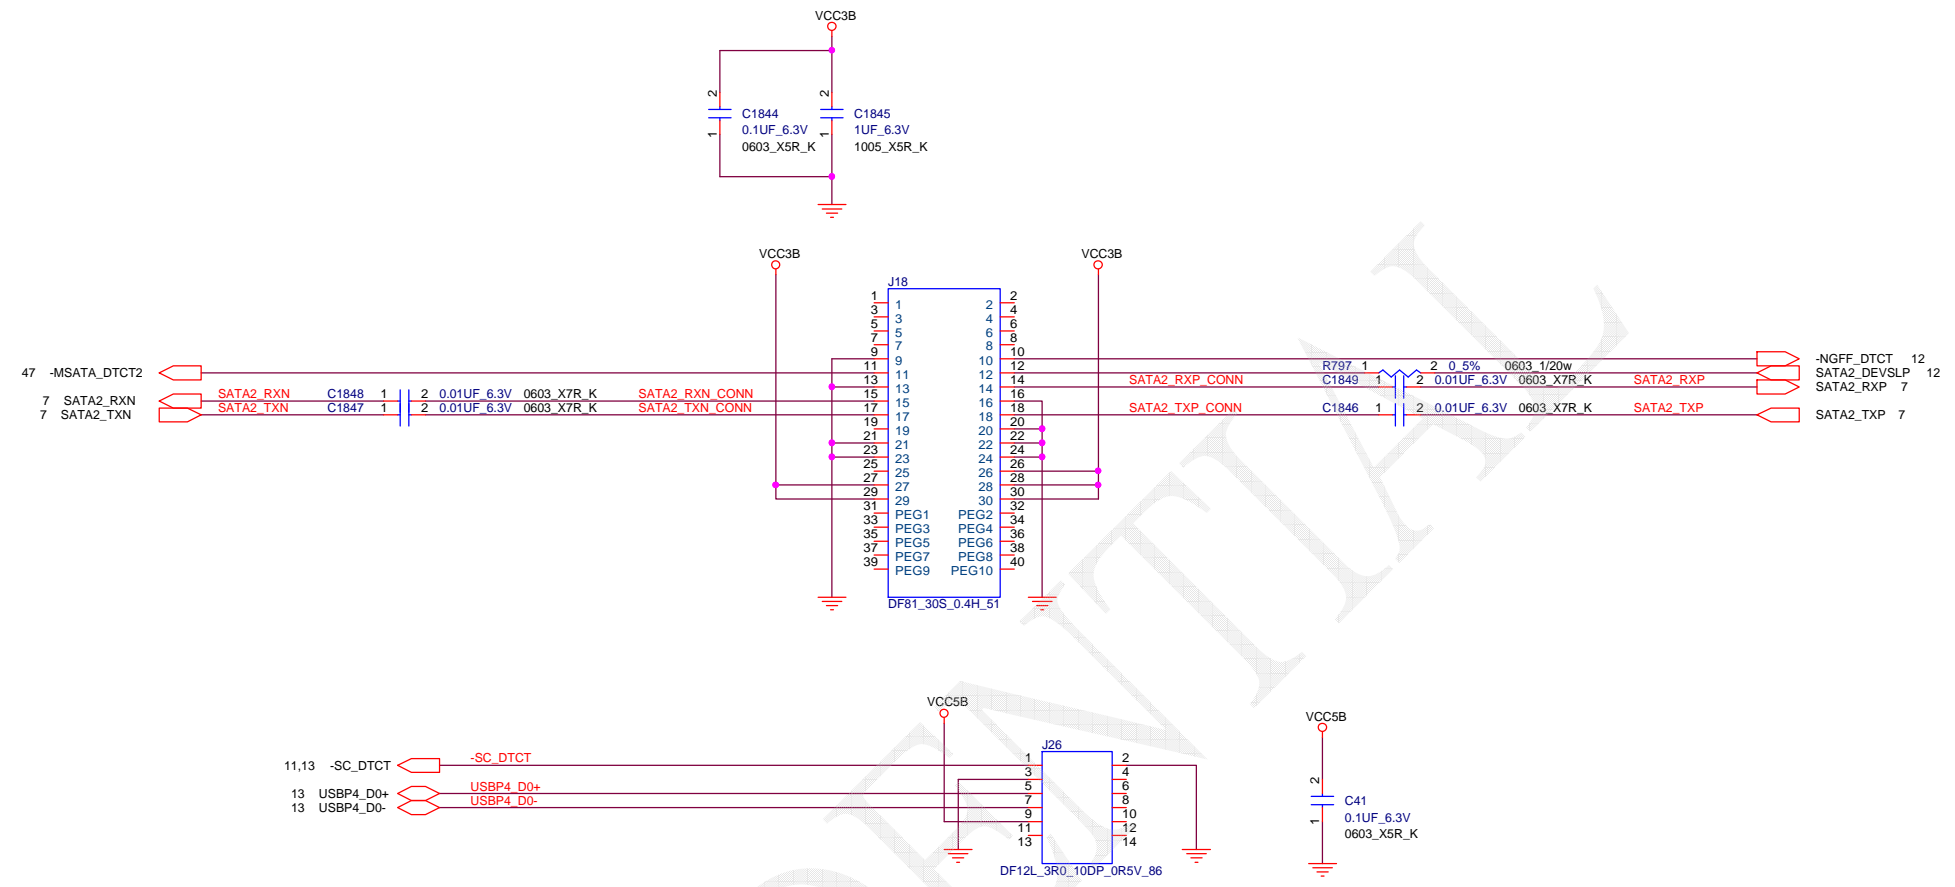 VCC3B
2 2
C1844 C1845
0.1UF_6.3V 1UF_6.3V
1 1
0603_X5R_K 1005_X5R_K
VCC3B VCC3B
J18
1 1 2 2
3 3 4 4
5 5 6 6
7 7 8 8
9 9 10 10 -NGFF_DTCT 12
47 -MSATA_DTCT2 11 11 12 12 R797 1 2 0_5% 0603_1/20w SATA2_DEVSLP 12
13 13 14 14 SATA2_RXP_CONN C1849 1 2 0.01UF_6.3V 0603_X7R_K SATA2_RXP SATA2_RXP 7
7 SATA2_RXN SATA2_RXN C1848 1 2 0.01UF_6.3V 0603_X7R_K SATA2_RXN_CONN 15 15 16 16
7 SATA2_TXN SATA2_TXN C1847 1 2 0.01UF_6.3V 0603_X7R_K SATA2_TXN_CONN 17 17 18 18 SATA2_TXP_CONN C1846 1 2 0.01UF_6.3V 0603_X7R_K SATA2_TXP SATA2_TXP 7
19 19 20 20
21 21 22 22
23 23 24 24
25 25 26 26
27 27 28 28
29 29 30 30
31 PEG1 PEG2 32
33 PEG3 PEG4 34
35 PEG5 PEG6 36
37 PEG7 PEG8 38
39 PEG9 PEG10 40
DF81_30S_0.4H_51
VCC5B VCC5B
J26
11,13 -SC_DTCT -SC_DTCT 1 2
3 4
13 USBP4_D0+ USBP4_D0+ 5 6
13 USBP4_D0- USBP4_D0- 7 8
9 10
11 12
13 14
DF12L_3R0_10DP_0R5V_86
2
C41
0.1UF_6.3V
1
0603_X5R_K
DENTIAL